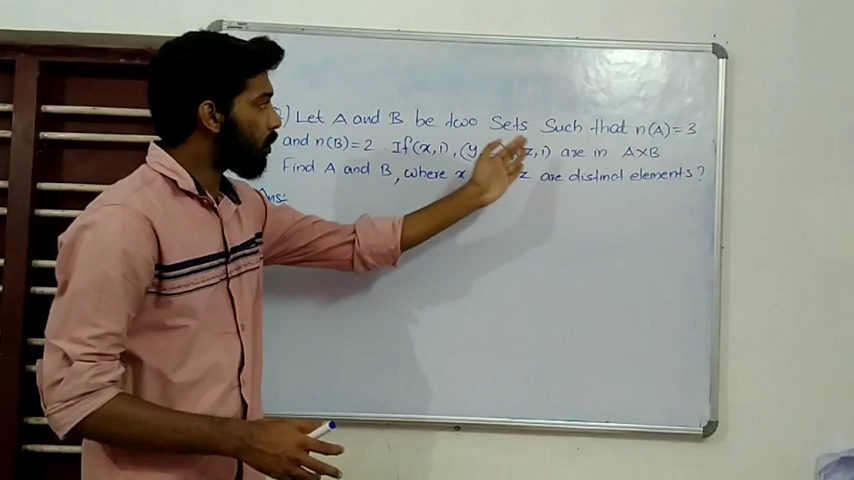 ) Let A and B be two Sets Such that n(A)=3
and n(B)=2 . If (x,1), (y z,1) are in A×B
Find A and B, where x z are distinct elements?
Ans: